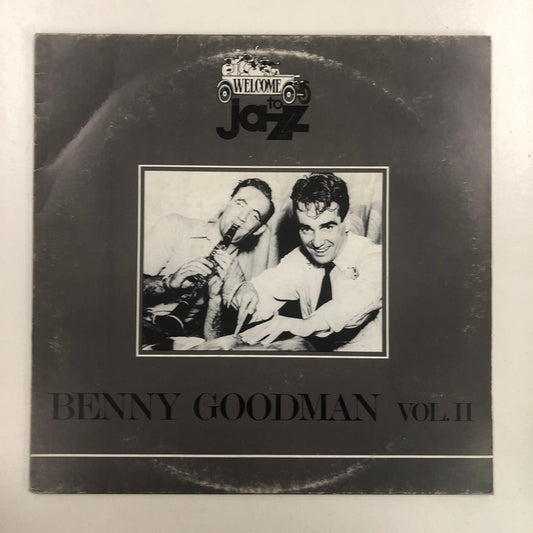 WELCOME
to
jazz
BENNY GOODMAN VOL. II